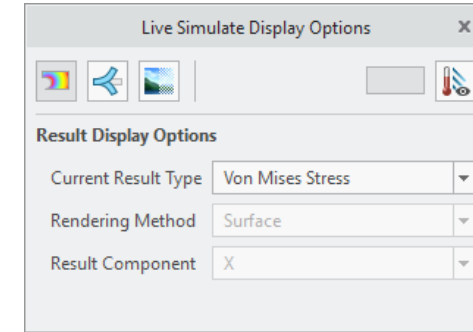 Live Simulate Display Options
Result Display Options
Current Result Type Von Mises Stress
Rendering Method Surface
Result Component X